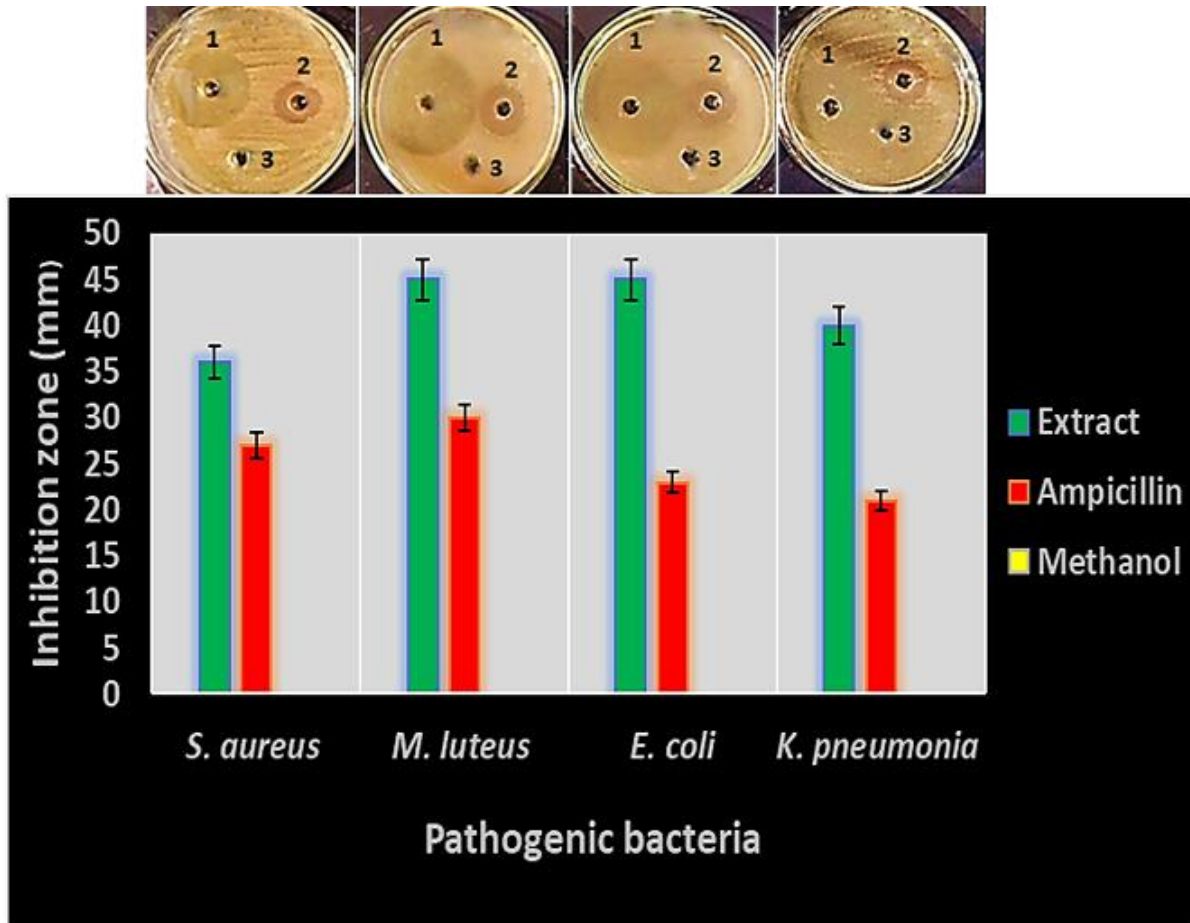 1
2
3
1
2
3
1
2
3
1
2
3
Inhibition zone (mm)
50
45
40
35
30
25
20
15
10
5
0
S. aureus
M. luteus
E. coli
K. pneumonia
Pathogenic bacteria
Extract
Ampicillin
Methanol